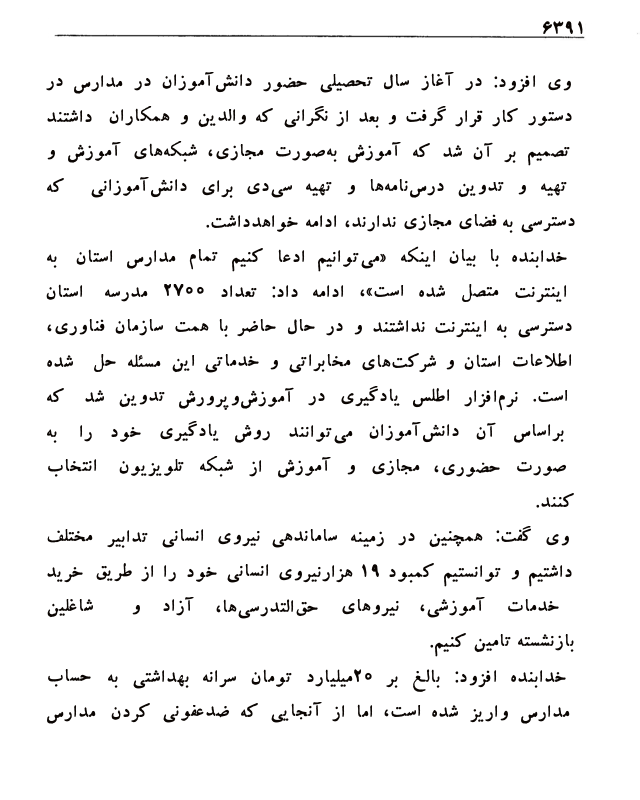 ۶۳۹۱
وی افزود: در آغاز سال تحصیلی حضور دانش‌آموزان در مدارس در
دستور کار قرار گرفت و بعد از نگرانی که والدین و همکاران داشتند
تصمیم بر آن شد که آموزش به‌صورت مجازی، شبکه‌های آموزش و
تهیه و تدوین درس‌نامه‌ها و تهیه سی‌دی برای دانش‌آموزانی که
دسترسی به فضای مجازی ندارند، ادامه خواهدداشت.
خدابنده با بیان اینکه «می‌توانیم ادعا کنیم تمام مدارس استان به
اینترنت متصل شده است»، ادامه داد: تعداد ۲۷۰۰ مدرسه استان
دسترسی به اینترنت نداشتند و در حال حاضر با همت سازمان فناوری،
اطلاعات استان و شرکت‌های مخابراتی و خدماتی این مسئله حل شده
است. نرم‌افزار اطلس یادگیری در آموزش‌وپرورش تدوین شد که
براساس آن دانش‌آموزان می‌توانند روش یادگیری خود را به
صورت حضوری، مجازی و آموزش از شبکه تلویزیون انتخاب
کنند.
وی گفت: همچنین در زمینه ساماندهی نیروی انسانی تدابیر مختلف
داشتیم و توانستیم کمبود ۱۹ هزارنیروی انسانی خود را از طریق خرید
خدمات آموزشی، نیروهای حق‌التدرسی‌ها، آزاد و شاغلین
بازنشسته تامین کنیم.
خدابنده افزود: بالغ بر ۲۰میلیارد تومان سرانه بهداشتی به حساب
مدارس واریز شده است، اما از آنجایی که ضدعفونی کردن مدارس